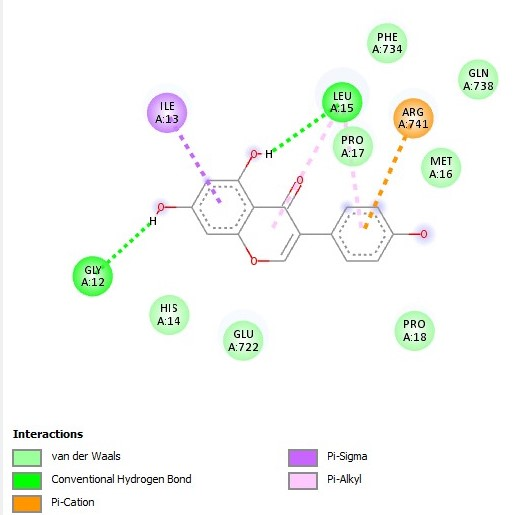 PHE
A:734
GLN
A:738
ILE
A:13
LEU
A:15
ARG
A:741
PRO
A:17
MET
A:16
O
H
O
O
H
O
O
GLY
A:12
HIS
A:14
GLU
A:722
PRO
A:18
Interactions
van der Waals
Conventional Hydrogen Bond
Pi-Cation
Pi-Sigma
Pi-Alkyl